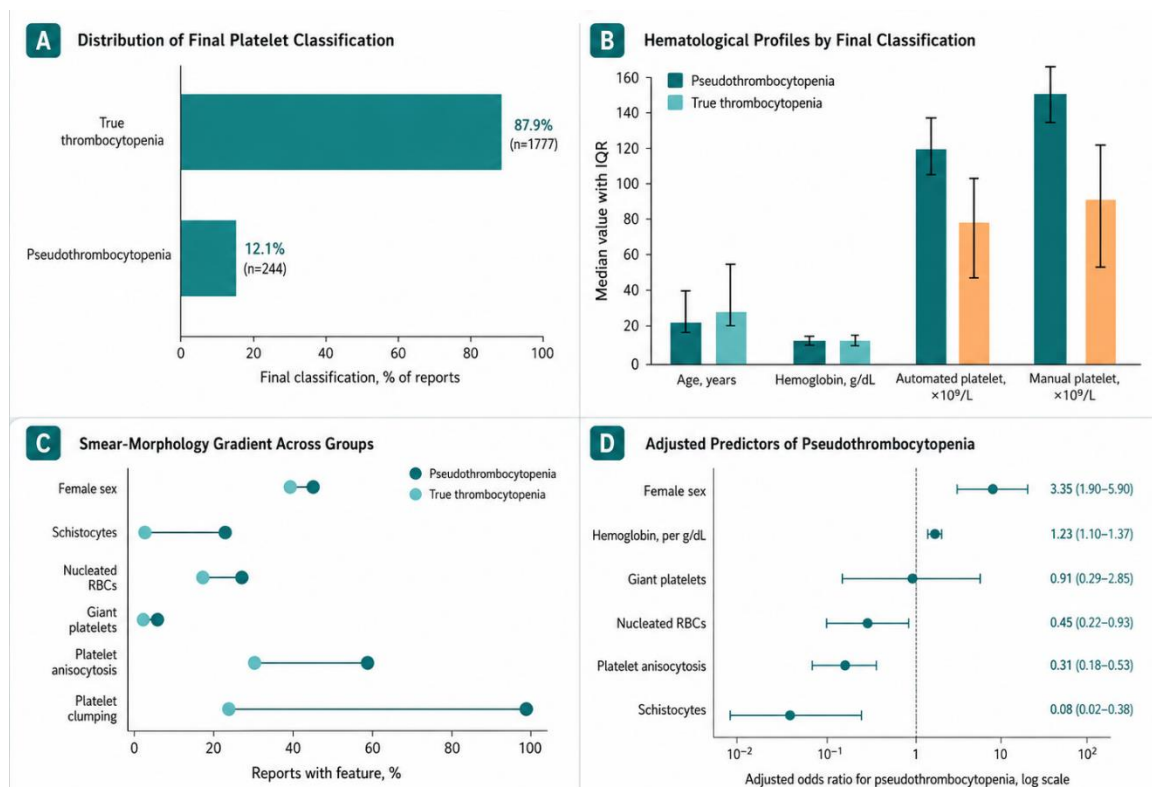 A Distribution of Final Platelet Classification
True
thrombocytopenia
87.9%
(n=1777)
Pseudothrombocytopenia
12.1%
(n=244)
0 20 40 60 80 100
Final classification, % of reports
B Hematological Profiles by Final Classification
Pseudothrombocytopenia
True thrombocytopenia
Median value with IQR
160
140
120
100
80
60
40
20
0
Age, years
Hemoglobin, g/dL
Automated platelet,
×10⁹/L
Manual platelet,
×10⁹/L
C Smear-Morphology Gradient Across Groups
Pseudothrombocytopenia
True thrombocytopenia
Female sex
Schistocytes
Nucleated
RBCs
Giant
platelets
Platelet
anisocytosis
Platelet
clumping
0 20 40 60 80 100
Reports with feature, %
D Adjusted Predictors of Pseudothrombocytopenia
Female sex 3.35 (1.90–5.90)
Hemoglobin, per g/dL 1.23 (1.10–1.37)
Giant platelets 0.91 (0.29–2.85)
Nucleated RBCs 0.45 (0.22–0.93)
Platelet anisocytosis 0.31 (0.18–0.53)
Schistocytes 0.08 (0.02–0.38)
10⁻² 10⁻¹ 1 10 10²
Adjusted odds ratio for pseudothrombocytopenia, log scale